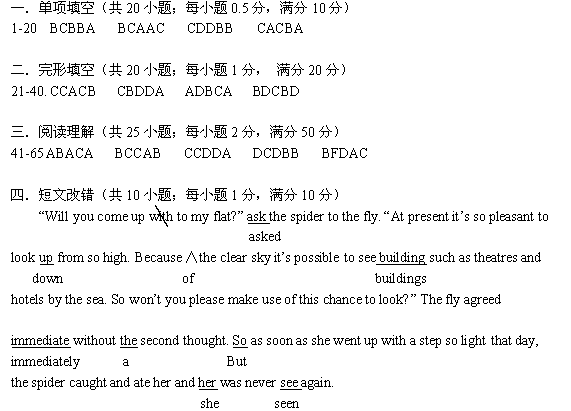 一．单项填空（共 20 小题；每小题 0.5 分，满分 10 分）
1-20 BCBBA BCAAC CDDBB CACBA
二．完形填空（共 20 小题；每小题 1 分， 满分 20 分）
21-40. CCACB CBDDA ADBCA BDCBD
三．阅读理解（共 25 小题；每小题 2 分，满分 50 分）
41-65 ABACA BCCAB CCDDA DCDBB BFDAC
四．短文改错（共 10 小题；每小题 1 分，满分 10 分）
“Will you come up with to my flat?” ask the spider to the fly. “At present it’s so pleasant to
asked
look up from so high. Because ∧the clear sky it’s possible to see building such as theatres and
down of buildings
hotels by the sea. So won’t you please make use of this chance to look?” The fly agreed
immediate without the second thought. So as soon as she went up with a step so light that day,
immediately a But
the spider caught and ate her and her was never see again.
she seen